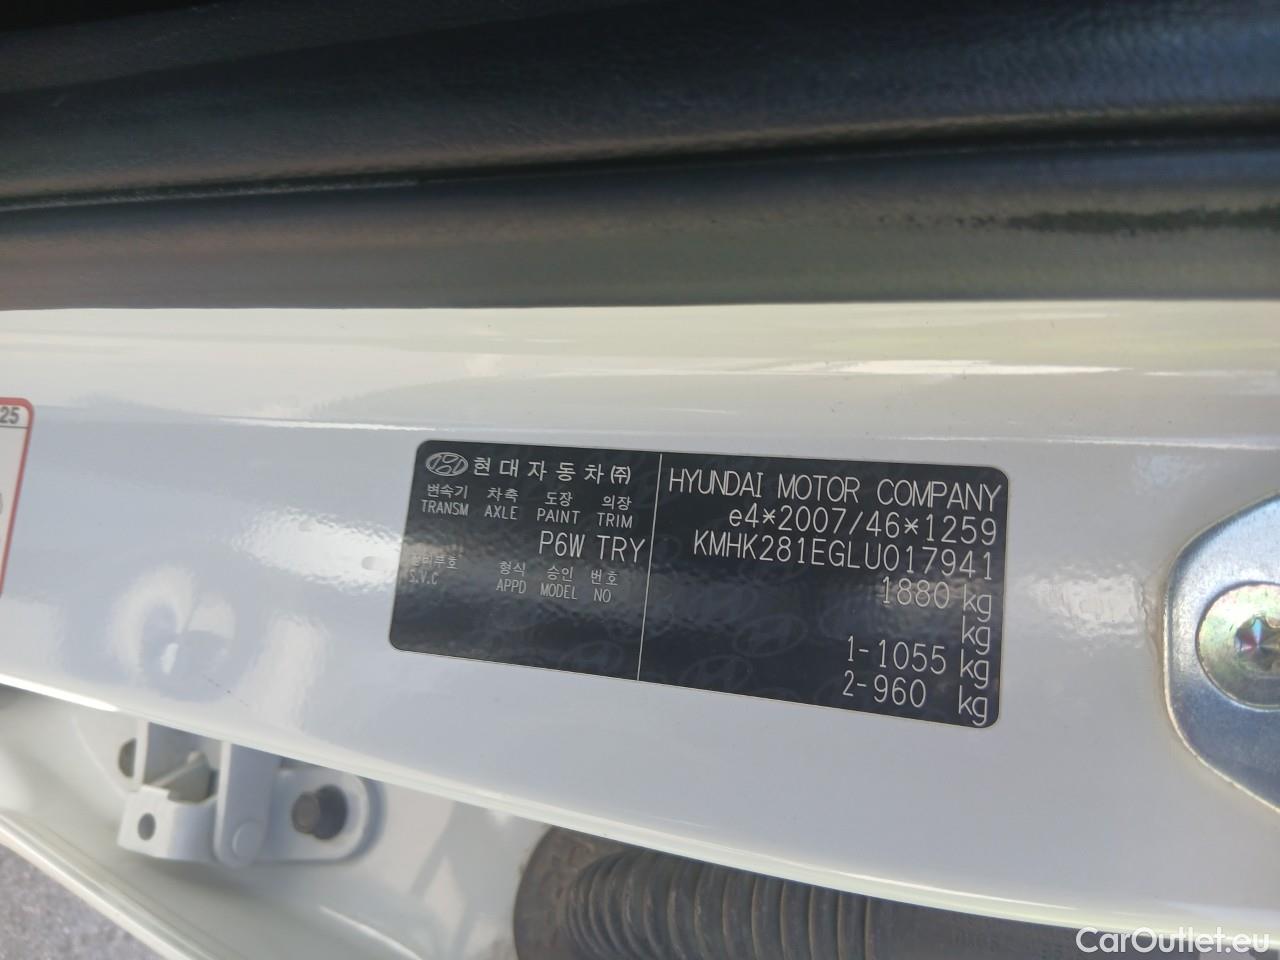 25
현대자동차㈜
변속기 차축 도장 의장
TRANSM AXLE PAINT TRIM
P6W TRY
형식 승인 번호
S.V.C APPD MODEL NO
HYUNDAI MOTOR COMPANY
e4*2007/46*1259
KMHK281EGLU017941
1880 kg
kg
1-1055 kg
2-960 kg
CarOutlet.eu